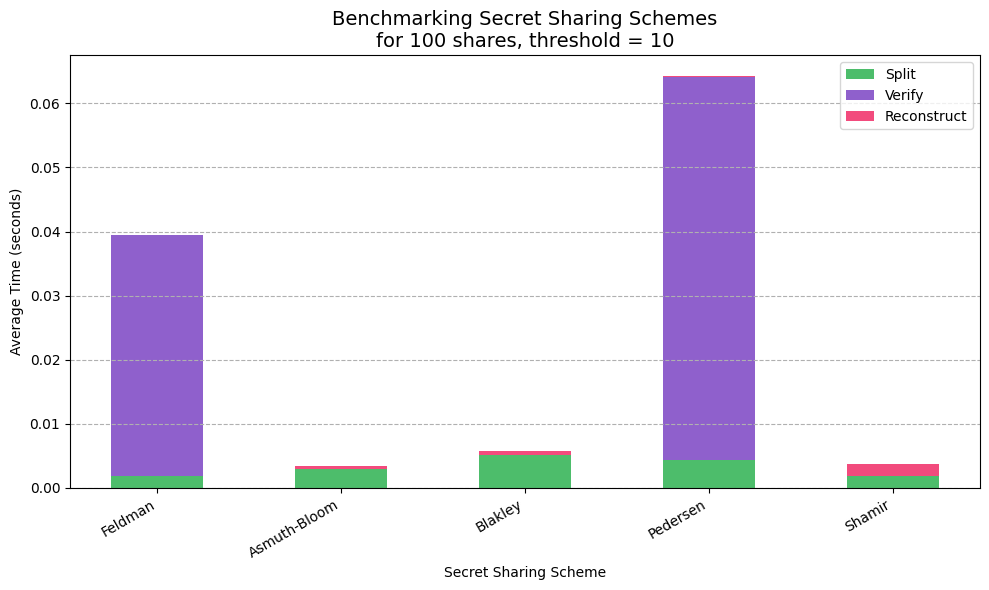 Benchmarking Secret Sharing Schemes
for 100 shares, threshold = 10
Split
Verify
Reconstruct
Average Time (seconds)
0.06
0.05
0.04
0.03
0.02
0.01
0.00
Feldman
Asmuth-Bloom
Blakley
Pedersen
Shamir
Secret Sharing Scheme